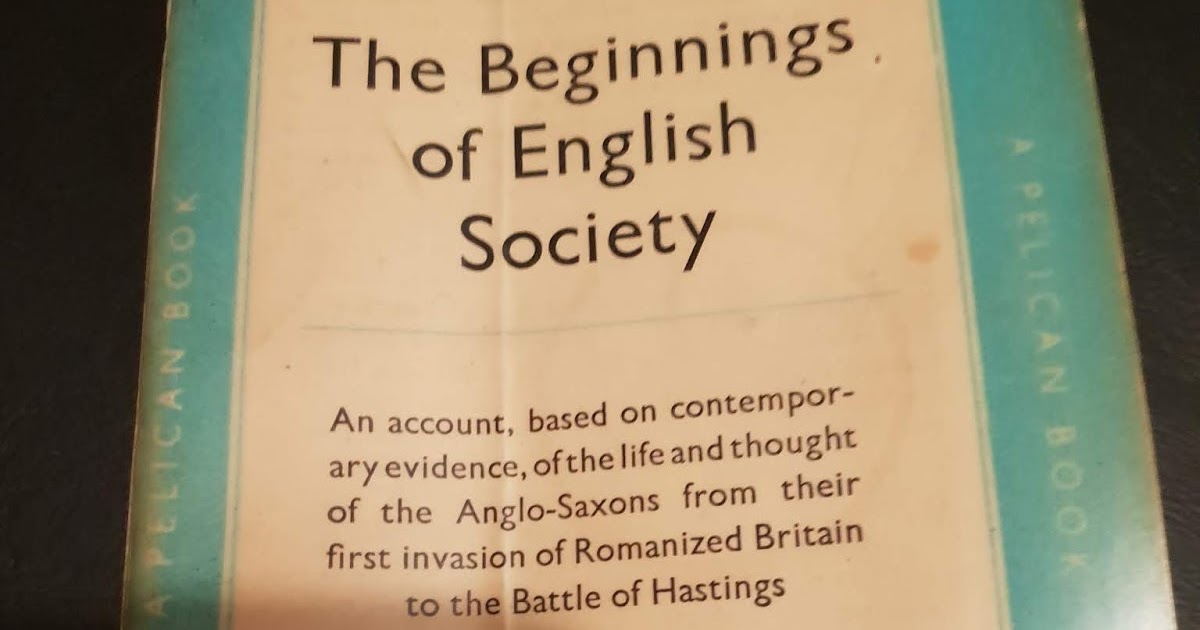 The Beginnings
of English
Society
A PELICAN BOOK
A PELICAN BOOK
An account, based on contempor-
ary evidence, of the life and thought
of the Anglo-Saxons from their
first invasion of Romanized Britain
to the Battle of Hastings